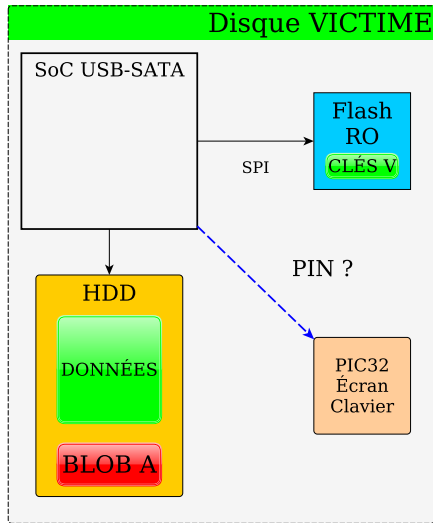 Disque VICTIME
SoC USB-SATA
Flash
RO
CLÉS V
SPI
PIN ?
HDD
DONNÉES
BLOB A
PIC32
Écran
Clavier